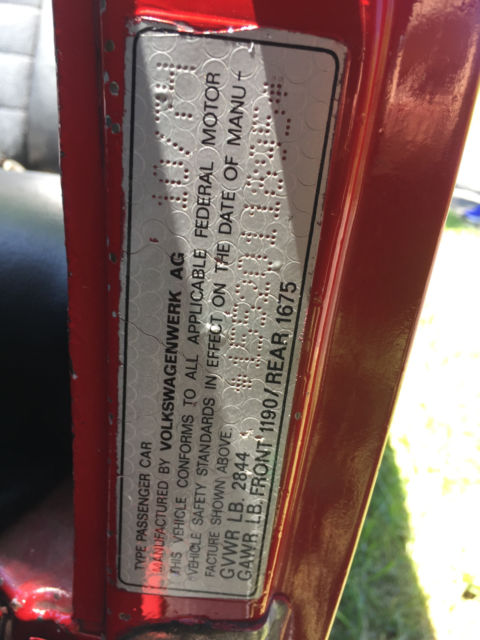 TYPE PASSENGER CAR
MANUFACTURED BY VOLKSWAGENWERK AG
THIS VEHICLE CONFORMS TO ALL APPLICABLE FEDERAL MOTOR
VEHICLE SAFETY STANDARDS IN EFFECT ON THE DATE OF MANU-
FACTURE SHOWN ABOVE
GVWR LB 2844
GAWR LB, FRONT 1190/REAR 1675